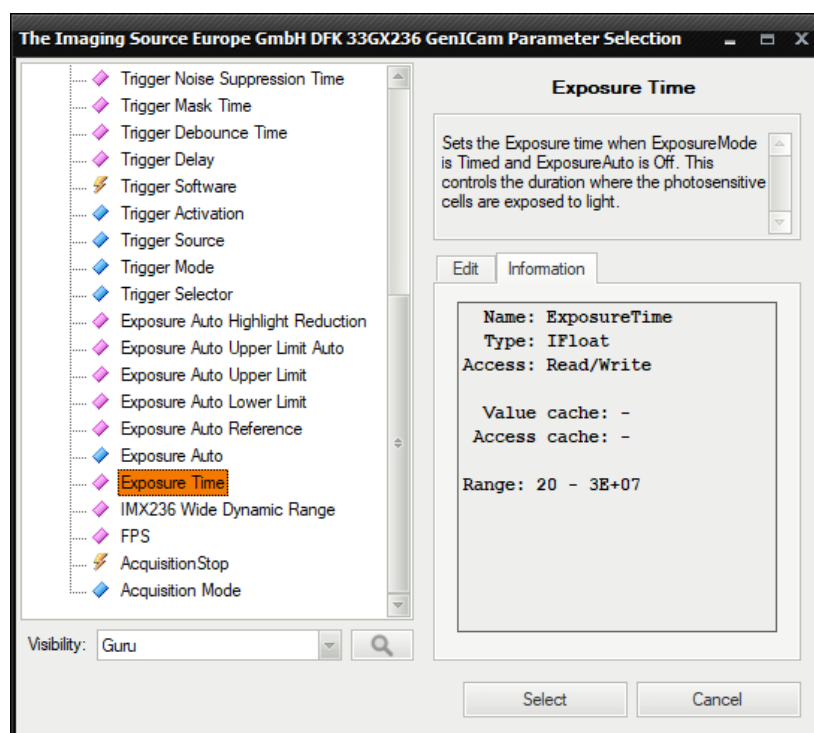 The Imaging Source Europe GmbH DFK 33GX236 GenICam Parameter Selection
Trigger Noise Suppression Time
Trigger Mask Time
Trigger Debounce Time
Trigger Delay
Trigger Software
Trigger Activation
Trigger Source
Trigger Mode
Trigger Selector
Exposure Auto Highlight Reduction
Exposure Auto Upper Limit Auto
Exposure Auto Upper Limit
Exposure Auto Lower Limit
Exposure Auto Reference
Exposure Auto
Exposure Time
IMX236 Wide Dynamic Range
FPS
AcquisitionStop
Acquisition Mode
Visibility: Guru
Exposure Time
Sets the Exposure time when ExposureMode
is Timed and ExposureAuto is Off. This
controls the duration where the photosensitive
cells are exposed to light.
Edit Information
Name: ExposureTime
Type: IFloat
Access: Read/Write
Value cache: -
Access cache: -
Range: 20 - 3E+07
Select Cancel